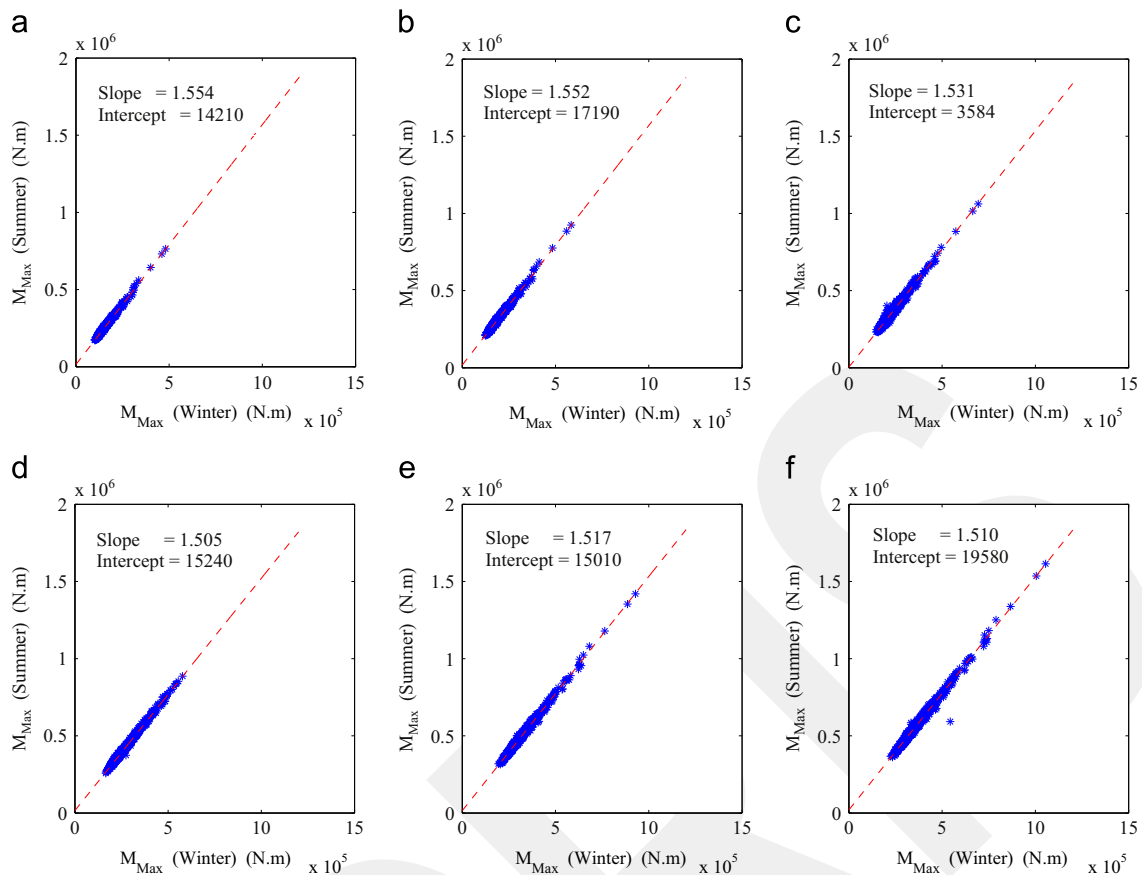 a
x 10^6
2
1.5
1
0.5
0
Slope = 1.554
Intercept = 14210
M_Max (Summer) (N.m)
0 5 10 15
M_Max (Winter) (N.m) x 10^5
b
x 10^6
2
1.5
1
0.5
0
Slope = 1.552
Intercept = 17190
M_Max (Summer) (N.m)
0 5 10 15
M_Max (Winter) (N.m) x 10^5
c
x 10^6
2
1.5
1
0.5
0
Slope = 1.531
Intercept = 3584
M_Max (Summer) (N.m)
0 5 10 15
M_Max (Winter) (N.m) x 10^5
d
x 10^6
2
1.5
1
0.5
0
Slope = 1.505
Intercept = 15240
M_Max (Summer) (N.m)
0 5 10 15
M_Max (Winter) (N.m) x 10^5
e
x 10^6
2
1.5
1
0.5
0
Slope = 1.517
Intercept = 15010
M_Max (Summer) (N.m)
0 5 10 15
M_Max (Winter) (N.m) x 10^5
f
x 10^6
2
1.5
1
0.5
0
Slope = 1.510
Intercept = 19580
M_Max (Summer) (N.m)
0 5 10 15
M_Max (Winter) (N.m) x 10^5